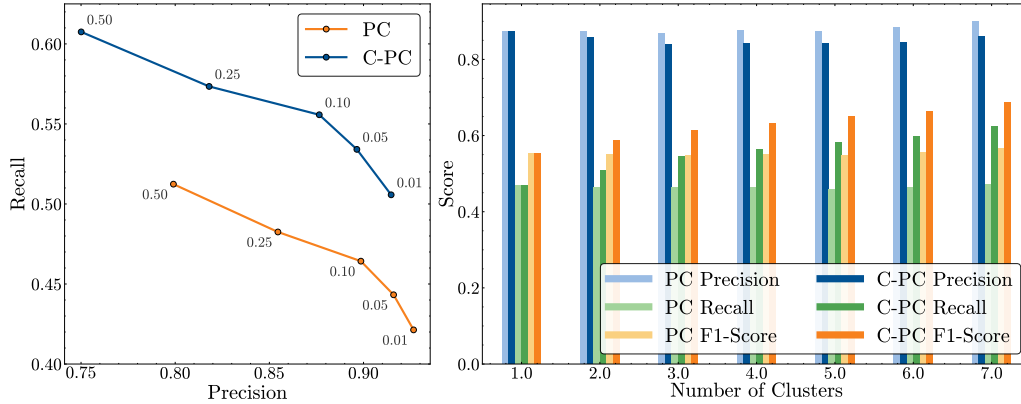 0.60
0.55
0.50
0.45
0.40
Recall
0.75
0.80
0.85
0.90
Precision
PC
C-PC
0.50
0.25
0.10
0.05
0.01
0.50
0.25
0.10
0.05
0.01
0.8
0.6
0.4
0.2
0.0
Score
1.0
2.0
3.0
4.0
5.0
6.0
7.0
Number of Clusters
PC Precision
PC Recall
PC F1-Score
C-PC Precision
C-PC Recall
C-PC F1-Score